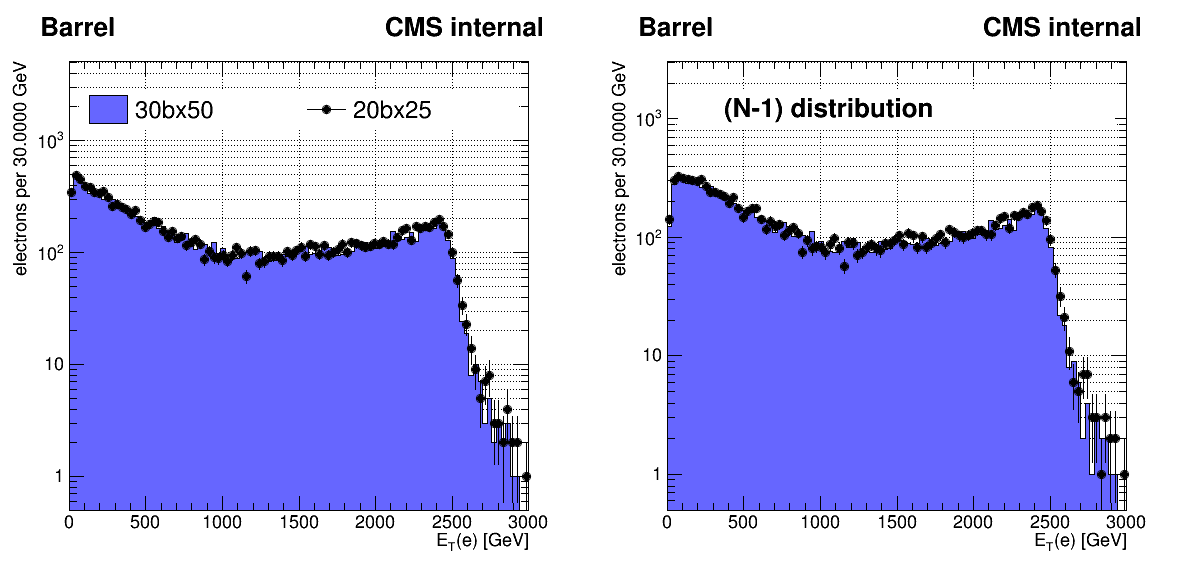 Barrel CMS internal
electrons per 30.0000 GeV
30bx50 20bx25
10³
10²
10
1
0 500 1000 1500 2000 2500 3000
E_T(e) [GeV]
Barrel CMS internal
electrons per 30.0000 GeV
(N-1) distribution
10³
10²
10
1
0 500 1000 1500 2000 2500 3000
E_T(e) [GeV]